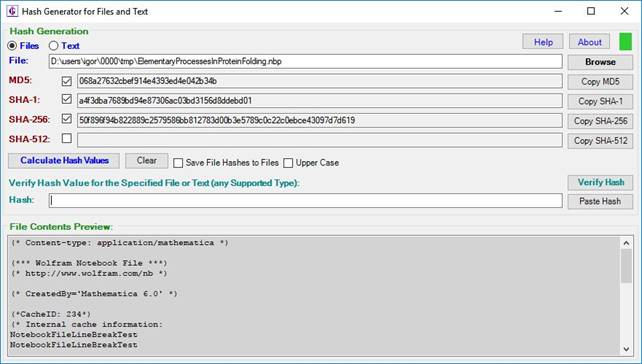 Hash Generator for Files and Text
Hash Generation
Files Text Help About
File: D:\users\igor\0000\tmp\ElementaryProcessesInProteinFolding.nbp Browse
MD5: 068a27632cbef914e4393ed4e042b34b Copy MD5
SHA-1: a4f3dba7689bd94e87306ac03bd3156d8ddebd01 Copy SHA-1
SHA-256: 50f896f94b822889c2579586bb812783d00b3e5789c0c22c0ebce43097d7d619 Copy SHA-256
SHA-512: Copy SHA-512
Calculate Hash Values Clear Save File Hashes to Files Upper Case
Verify Hash Value for the Specified File or Text (any Supported Type): Verify Hash
Hash: Paste Hash
File Contents Preview:
(* Content-type: application/mathematica *)
(*** Wolfram Notebook File ***)
(* http://www.wolfram.com/nb *)
(* CreatedBy='Mathematica 6.0' *)
(*CacheID: 234*)
(* Internal cache information:
NotebookFileLineBreakTest
NotebookFileLineBreakTest